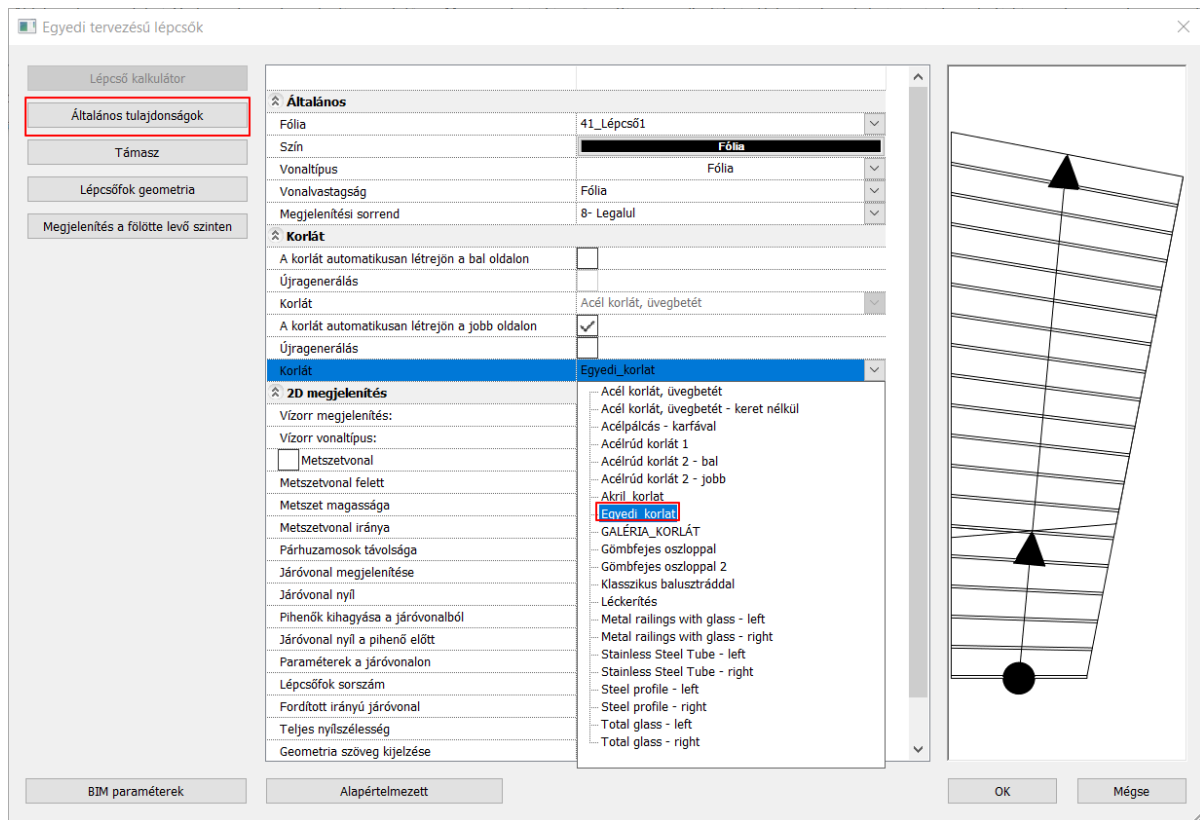 Egyedi tervezésű lépcsők
Lépcső kalkulátor
Általános tulajdonságok
Támasz
Lépcsőfok geometria
Megjelenítés a fölötte levő szinten
Általános
Fólia 41_Lépcső1
Szín Fólia
Vonaltípus Fólia
Vonalvastagság Fólia
Megjelenítési sorrend 8- Legalul
Korlát
A korlát automatikusan létrejön a bal oldalon
Újragenerálás
Korlát Acél korlát, üvegbetét
A korlát automatikusan létrejön a jobb oldalon
Újragenerálás
Korlát Egyedi_korlat
2D megjelenítés
Vízorr megjelenítés:
Vízorr vonaltípus:
Metszetvonal
Metszetvonal felett
Metszet magassága
Metszetvonal iránya
Párhuzamosok távolsága
Járóvonal megjelenítése
Járóvonal nyíl
Pihenők kihagyása a járóvonalból
Járóvonal nyíl a pihenő előtt
Paraméterek a járóvonalon
Lépcsőfok sorszám
Fordított irányú járóvonal
Teljes nyílszélesség
Geometria szöveg kijelzése
Acél korlát, üvegbetét
Acél korlát, üvegbetét - keret nélkül
Acélpálcás - karfával
Acélrúd korlát 1
Acélrúd korlát 2 - bal
Acélrúd korlát 2 - jobb
Akril_korlat
Egyedi_korlat
GALÉRIA_KORLÁT
Gömbfejes oszloppal
Gömbfejes oszloppal 2
Klasszikus balusztráddal
Léckerítés
Metal railings with glass - left
Metal railings with glass - right
Stainless Steel Tube - left
Stainless Steel Tube - right
Steel profile - left
Steel profile - right
Total glass - left
Total glass - right
BIM paraméterek
Alapértelmezett
OK
Mégse